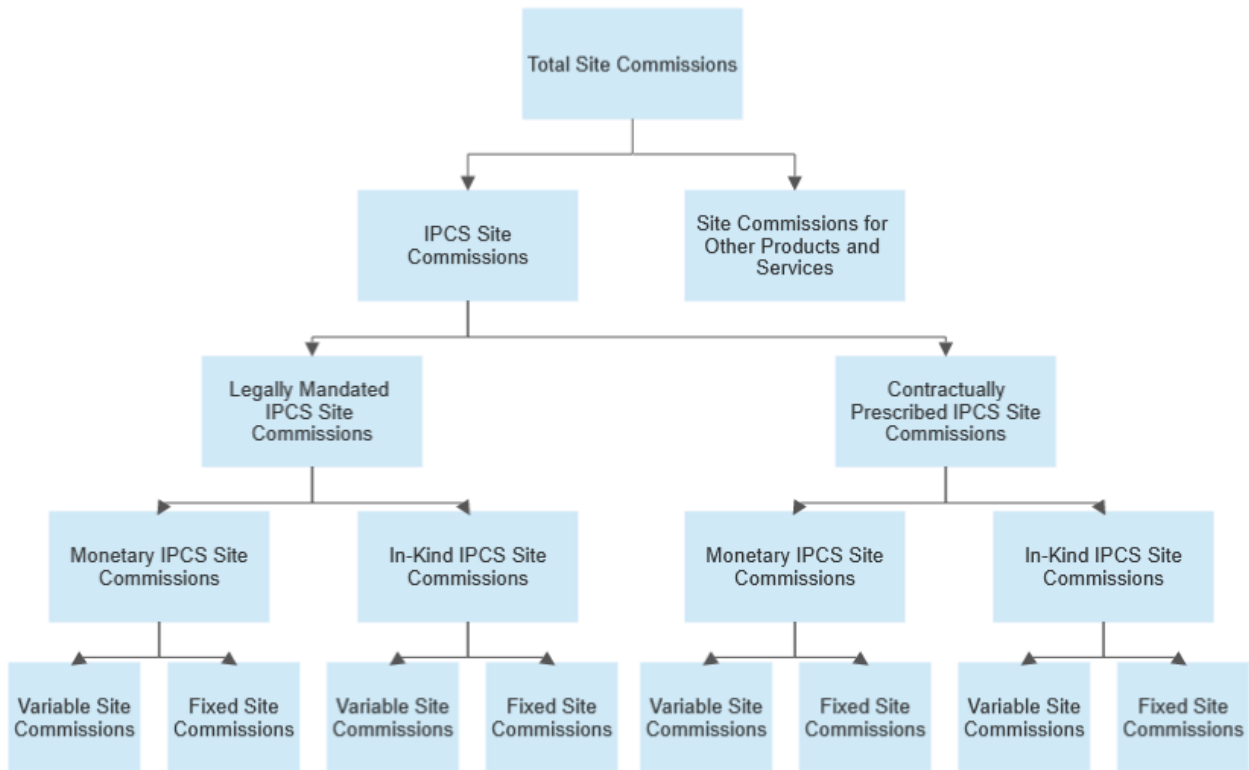 Total Site Commissions
IPCS Site
Commissions
Site Commissions for
Other Products and
Services
Legally Mandated
IPCS Site
Commissions
Contractually
Prescribed IPCS Site
Commissions
Monetary IPCS Site
Commissions
In-Kind IPCS Site
Commissions
Monetary IPCS Site
Commissions
In-Kind IPCS Site
Commissions
Variable Site
Commissions
Fixed Site
Commissions
Variable Site
Commissions
Fixed Site
Commissions
Variable Site
Commissions
Fixed Site
Commissions
Variable Site
Commissions
Fixed Site
Commissions